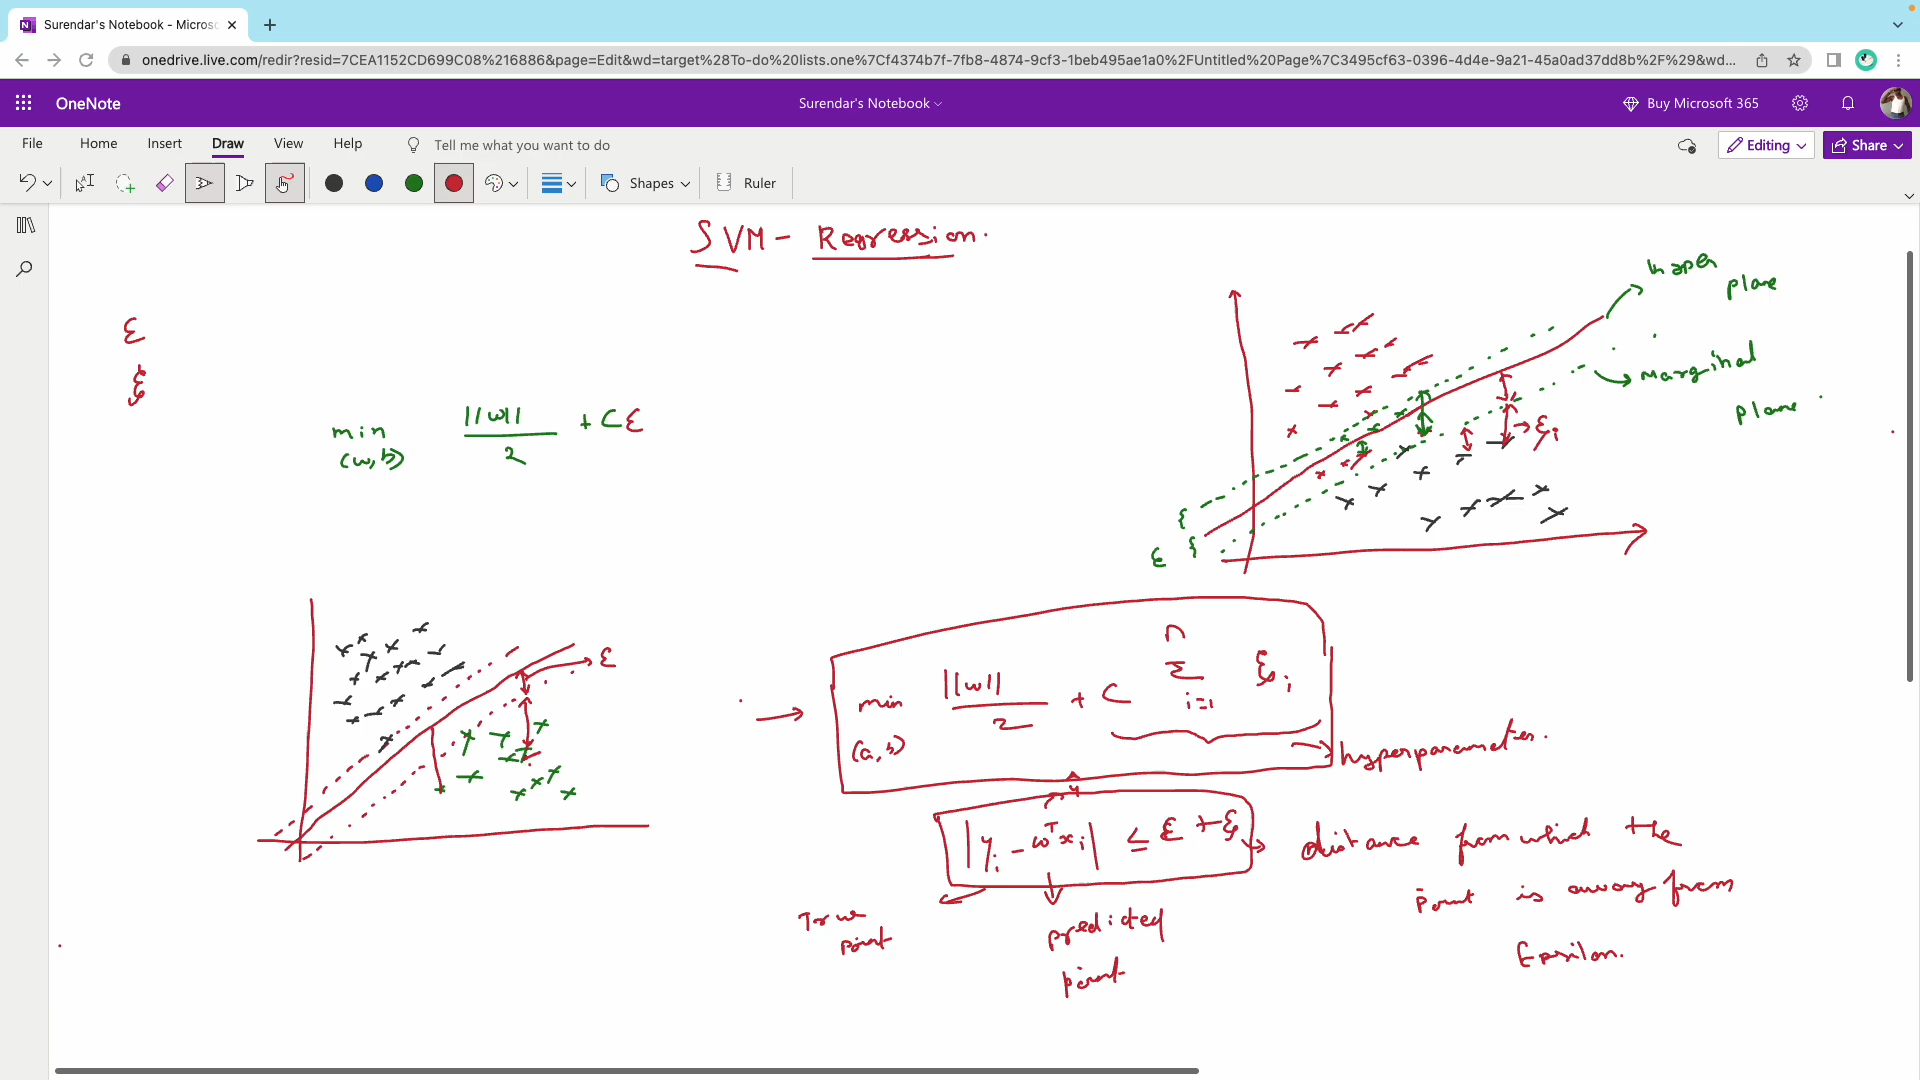 Surendar's Notebook - Micros
onedrive.live.com/redir?resid=7CEA1152CD699C08%216886&page=Edit&wd=target%28To-do%20lists.one%7Cf4374b7f-7fb8-4874-9cf3-1beb495ae1a0%2FUntitled%20Page%7C3495cf63-0396-4d4e-9a21-45a0ad37dd8b%2F%29&wd...
OneNote
Surendar's Notebook
Buy Microsoft 365
File Home Insert Draw View Help Tell me what you want to do
Editing Share
Shapes Ruler
SVM - Regression.
hyper plane
ε
ξ
marginal plane
min (w,b) ||w|| / 2 + Cε
ξi
ε
ε
min (a,b) ||w|| / 2 + C n Σ i=1 ξi
hyperparameter.
|yi - wᵀxi| ≤ ε + ξ
distance from which the
point is away from
Epsilon.
True point
predicted point